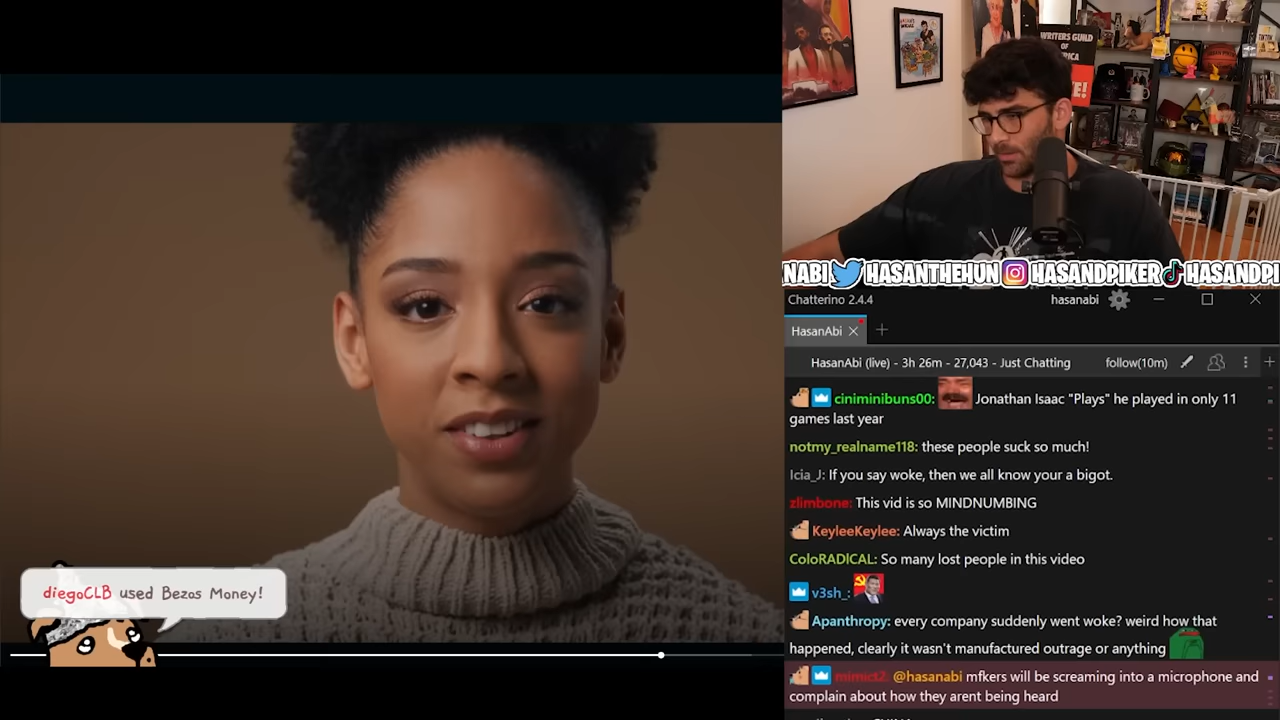 WRITERS GUILD
OF
NABI HASANTHEHUN HASANDPIKER HASANDPI
Chatterino 2.4.4
hasanabi
HasanAbi
HasanAbi (live) - 3h 26m - 27,043 - Just Chatting
follow(10m)
ciniminibuns00: Jonathan Isaac "Plays" he played in only 11
games last year
notmy_realname118: these people suck so much!
Icia_J: If you say woke, then we all know your a bigot.
zlimbone: This vid is so MINDNUMBING
KeyleeKeylee: Always the victim
ColoRADICAL: So many lost people in this video
v3sh_:
Apanthropy: every company suddenly went woke? weird how that
happened, clearly it wasn't manufactured outrage or anything
mimict2: @hasanabi mfkers will be screaming into a microphone and
complain about how they arent being heard
diegoCLB used Bezos Money!